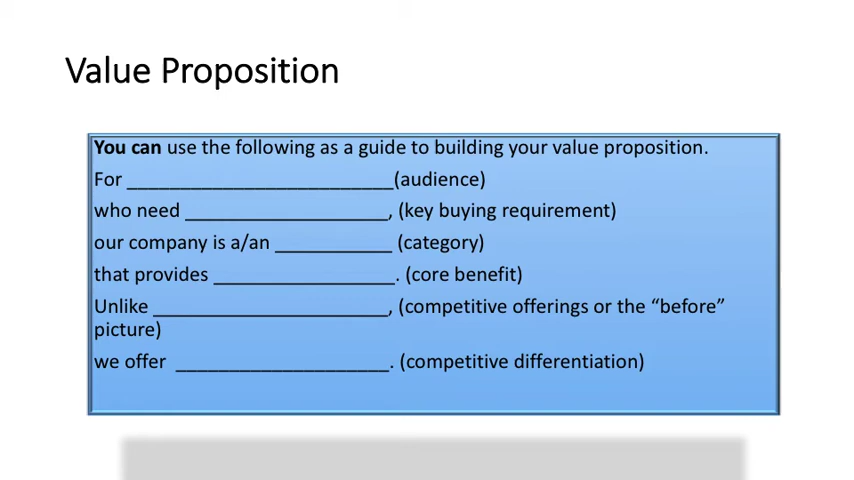 Value Proposition
You can use the following as a guide to building your value proposition.
For _________________________(audience)
who need ___________________, (key buying requirement)
our company is a/an ___________ (category)
that provides _________________. (core benefit)
Unlike ______________________, (competitive offerings or the “before”
picture)
we offer ____________________. (competitive differentiation)